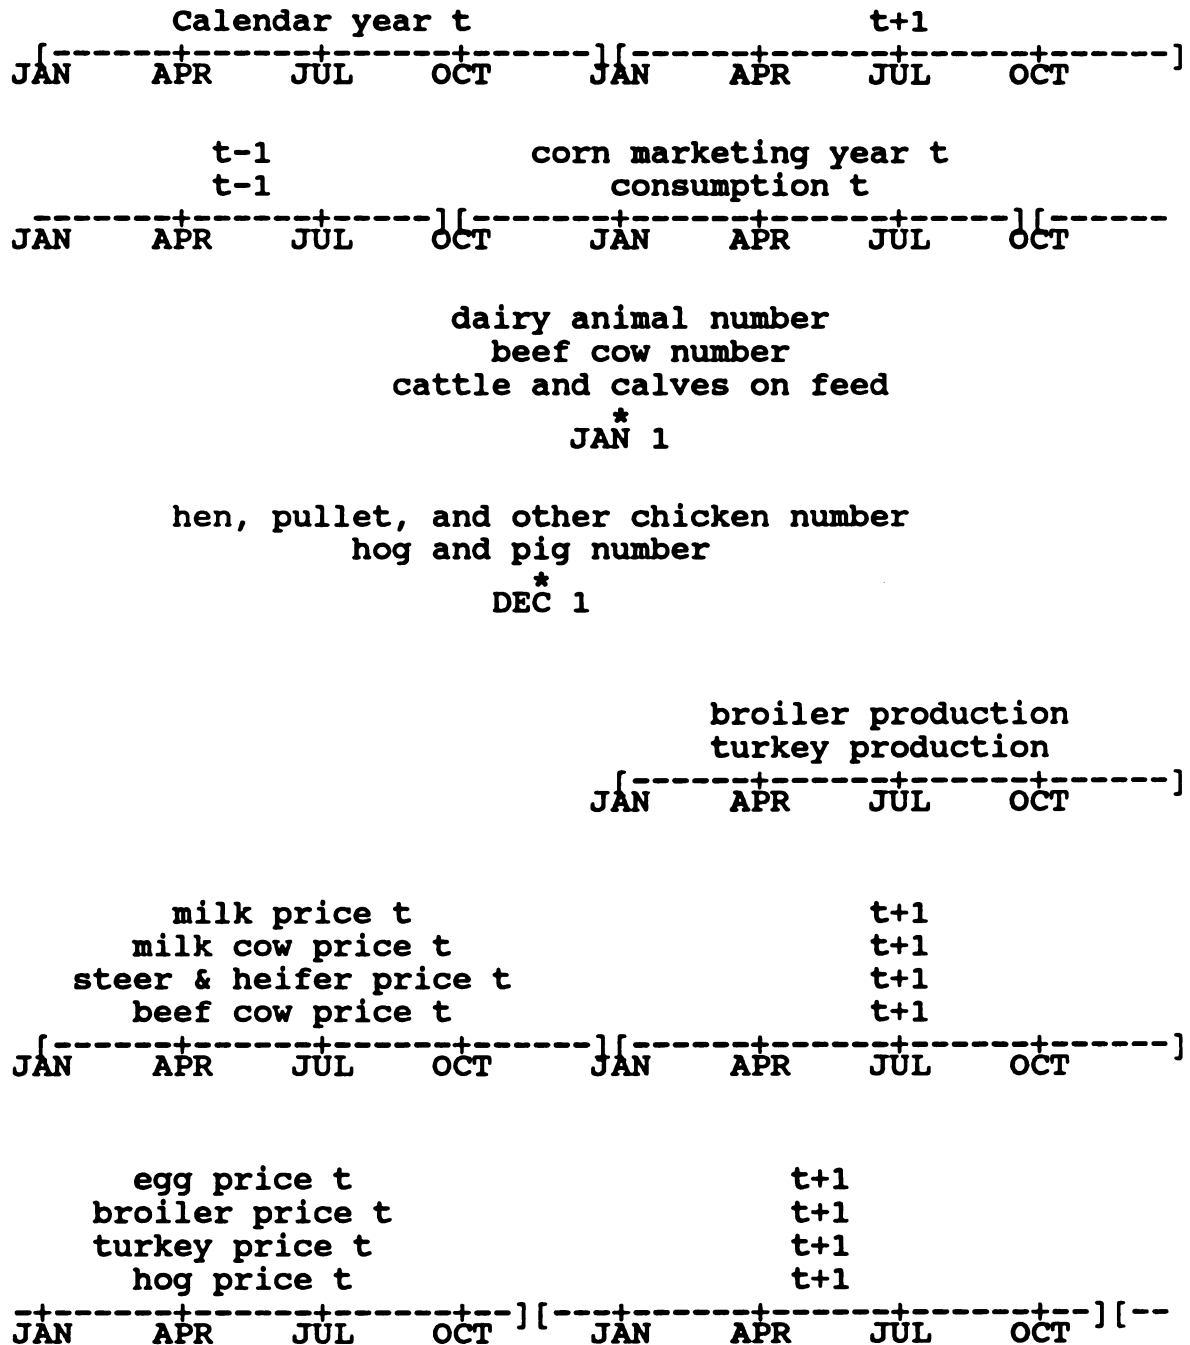 Calendar year t t+1
[------+------+------+------][------+------+------+------]
JAN APR JUL OCT JAN APR JUL OCT
t-1 corn marketing year t
t-1 consumption t
-------+------+-----][-------+------+------+-----][------
JAN APR JUL OCT JAN APR JUL OCT
dairy animal number
beef cow number
cattle and calves on feed
*
JAN 1
hen, pullet, and other chicken number
hog and pig number
*
DEC 1
broiler production
turkey production
[------+------+------+------]
JAN APR JUL OCT
milk price t t+1
milk cow price t t+1
steer & heifer price t t+1
beef cow price t t+1
[------+------+------+------][------+------+------+------]
JAN APR JUL OCT JAN APR JUL OCT
egg price t t+1
broiler price t t+1
turkey price t t+1
hog price t t+1
-+------+------+------+--][---+------+------+------+--][--
JAN APR JUL OCT JAN APR JUL OCT